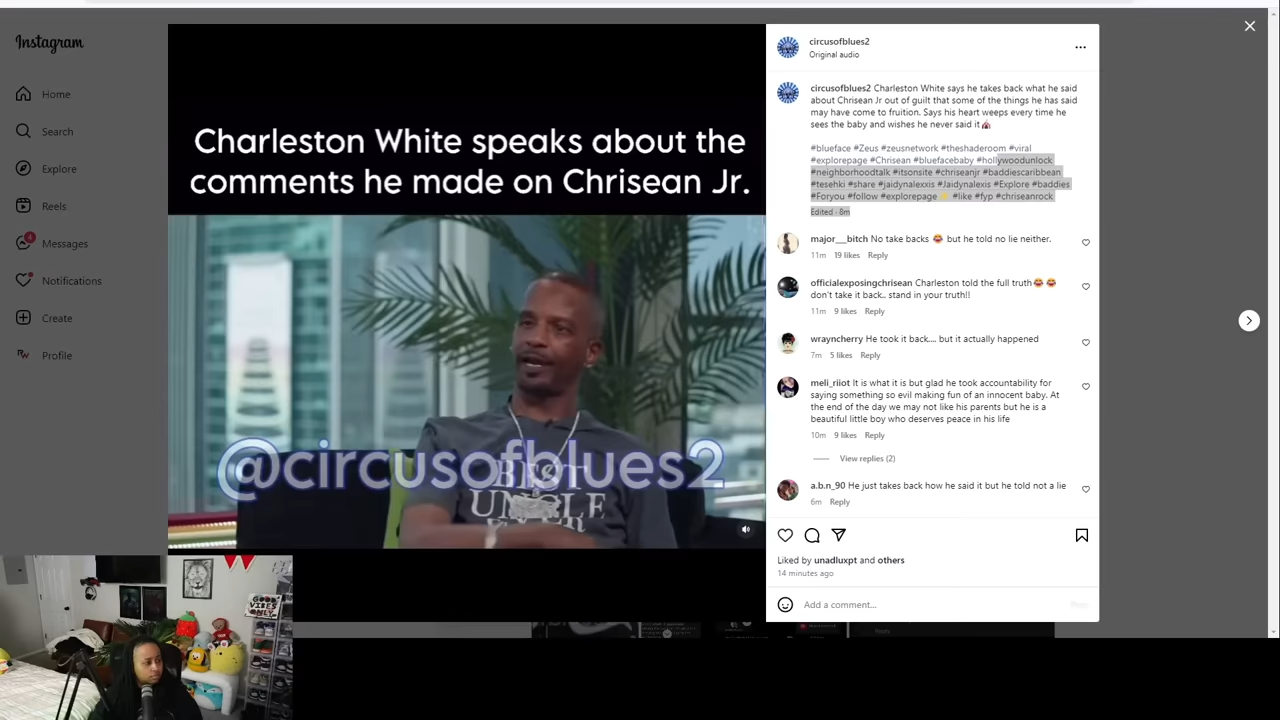 Instagram
Home
Search
Explore
Reels
4
Messages
Notifications
Create
Profile
Charleston White speaks about the
comments he made on Chrisean Jr.
@circusofblues2
BEST
UNCLE
EVER
GOOD
VIBES
ONLY
circusofblues2
Original audio
circusofblues2 Charleston White says he takes back what he said
about Chrisean Jr out of guilt that some of the things he has said
may have come to fruition. Says his heart weeps every time he
sees the baby and wishes he never said it🎪
#blueface #Zeus #zeusnetwork #theshaderoom #viral
#explorepage #Chrisean #bluefacebaby #hollywoodunlock
#neighborhoodtalk #itsonsite #chriseanjr #baddiescaribbean
#tesehki #share #jaidynalexxis #Jaidynalexis #Explore #baddies
#Foryou #follow #explorepage✨ #like #fyp #chriseanrock
Edited · 8m
major___bitch No take backs 😂 but he told no lie neither.
11m 19 likes Reply
officialexposingchrisean Charleston told the full truth😂 😂
don't take it back.. stand in your truth!!
11m 9 likes Reply
wrayncherry He took it back.... but it actually happened
7m 5 likes Reply
meli_riiot It is what it is but glad he took accountability for
saying something so evil making fun of an innocent baby. At
the end of the day we may not like his parents but he is a
beautiful little boy who deserves peace in his life
10m 9 likes Reply
View replies (2)
a.b.n_90 He just takes back how he said it but he told not a lie
6m Reply
Liked by unadluxpt and others
14 minutes ago
Add a comment...